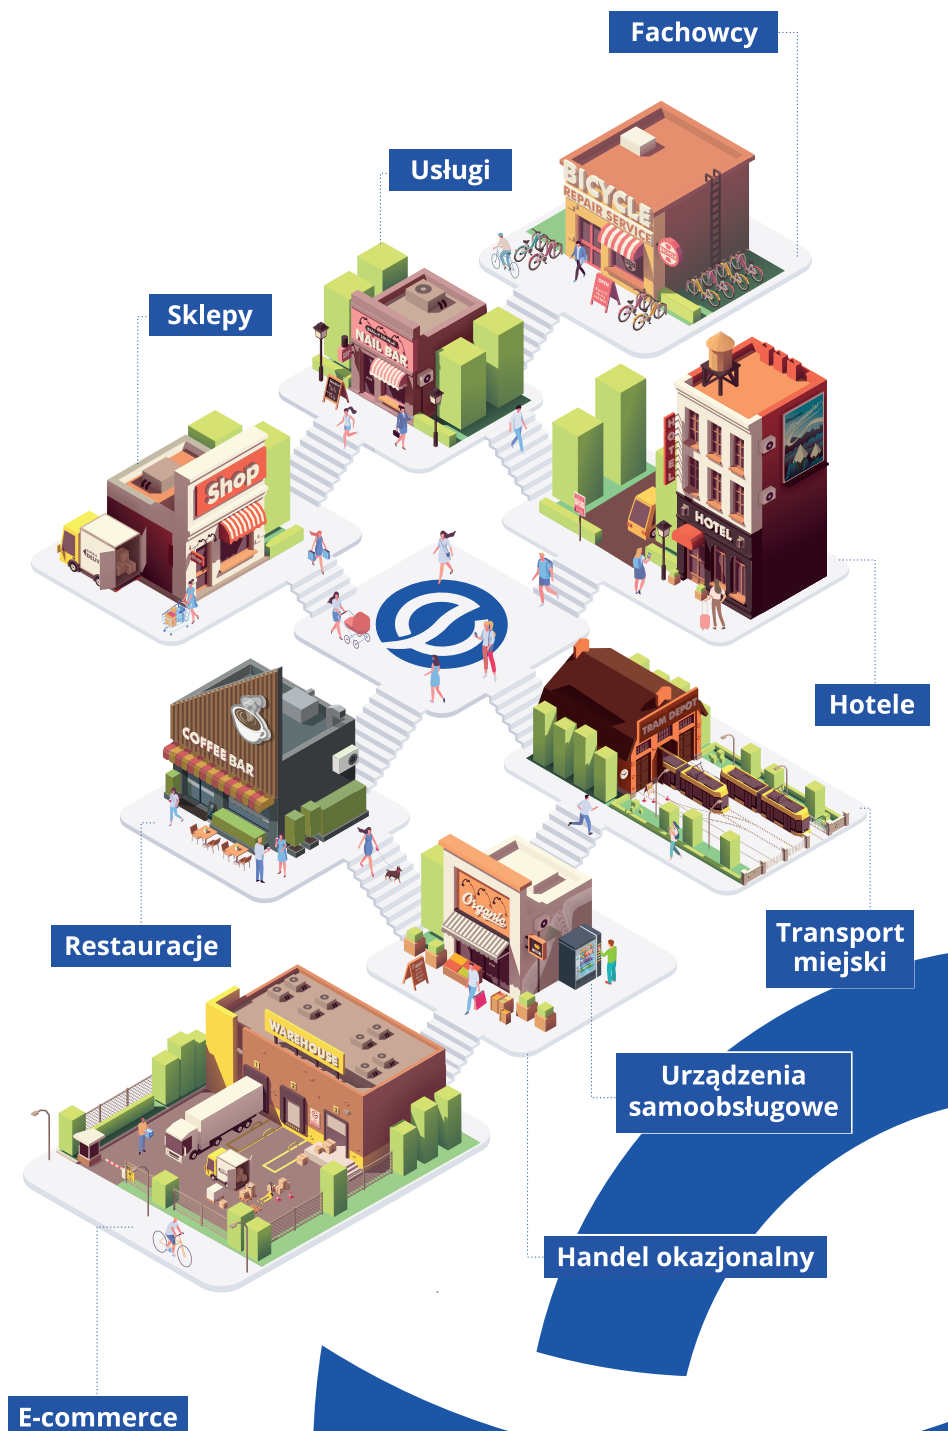 Fachowcy
Usługi
BICYCLE
REPAIR SERVICE
OPEN
Sklepy
NAIL BAR
Shop
HOTEL
HOTEL
Hotele
COFFEE BAR
TRAM DEPOT
Transport
miejski
Restauracje
Organic
WAREHOUSE
Urządzenia
samoobsługowe
Handel okazjonalny
E-commerce